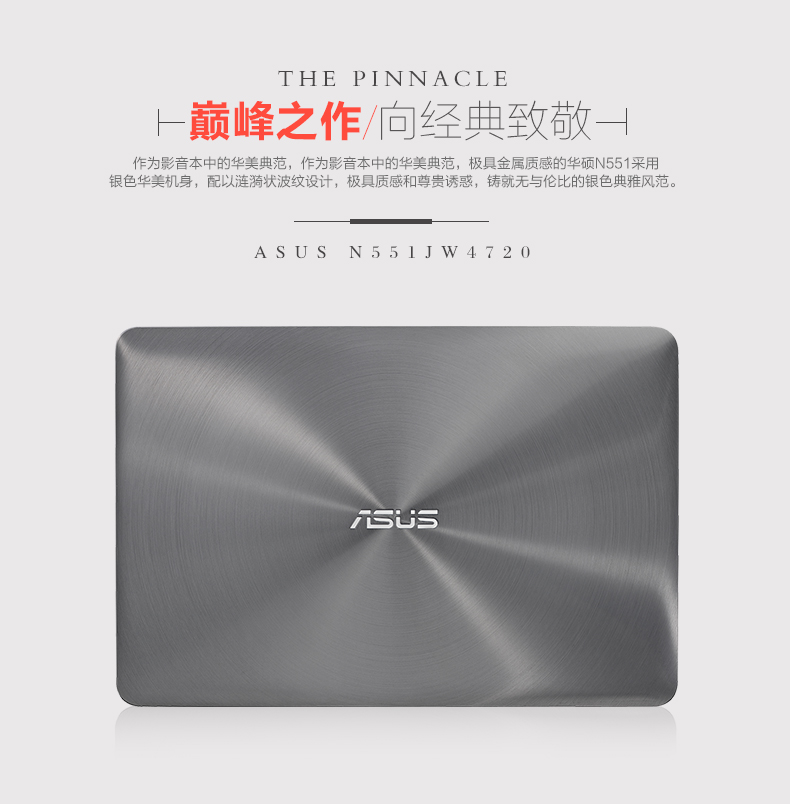 THE PINNACLE
巅峰之作/向经典致敬
作为影音本中的华美典范，作为影音本中的华美典范，极具金属质感的华硕N551采用
银色华美机身，配以涟漪状波纹设计，极具质感和尊贵诱惑，铸就无与伦比的银色典雅风范。
ASUS N551JW4720
ASUS